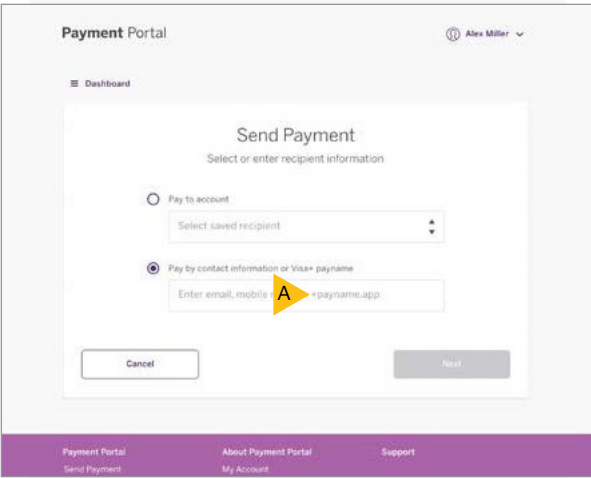 Payment Portal
Alex Miller
Dashboard
Send Payment
Select or enter recipient information
Pay to account
Select saved recipient
Pay by contact information or Visa+ payname
Enter email, mobile A +payname.app
Cancel
Next
Payment Portal About Payment Portal Support
Send Payment My Account